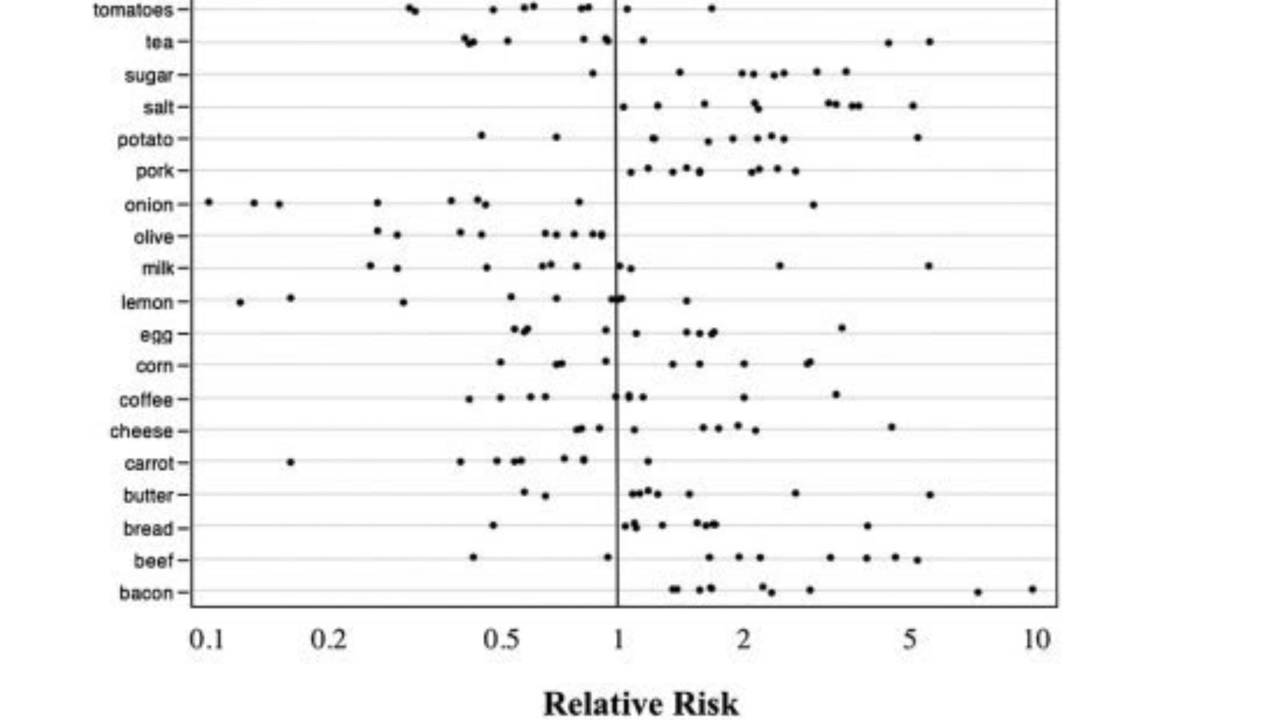 tomatoes
tea
sugar
salt
potato
pork
onion
olive
milk
lemon
egg
corn
coffee
cheese
carrot
butter
bread
beef
bacon
0.1 0.2 0.5 1 2 5 10
Relative Risk